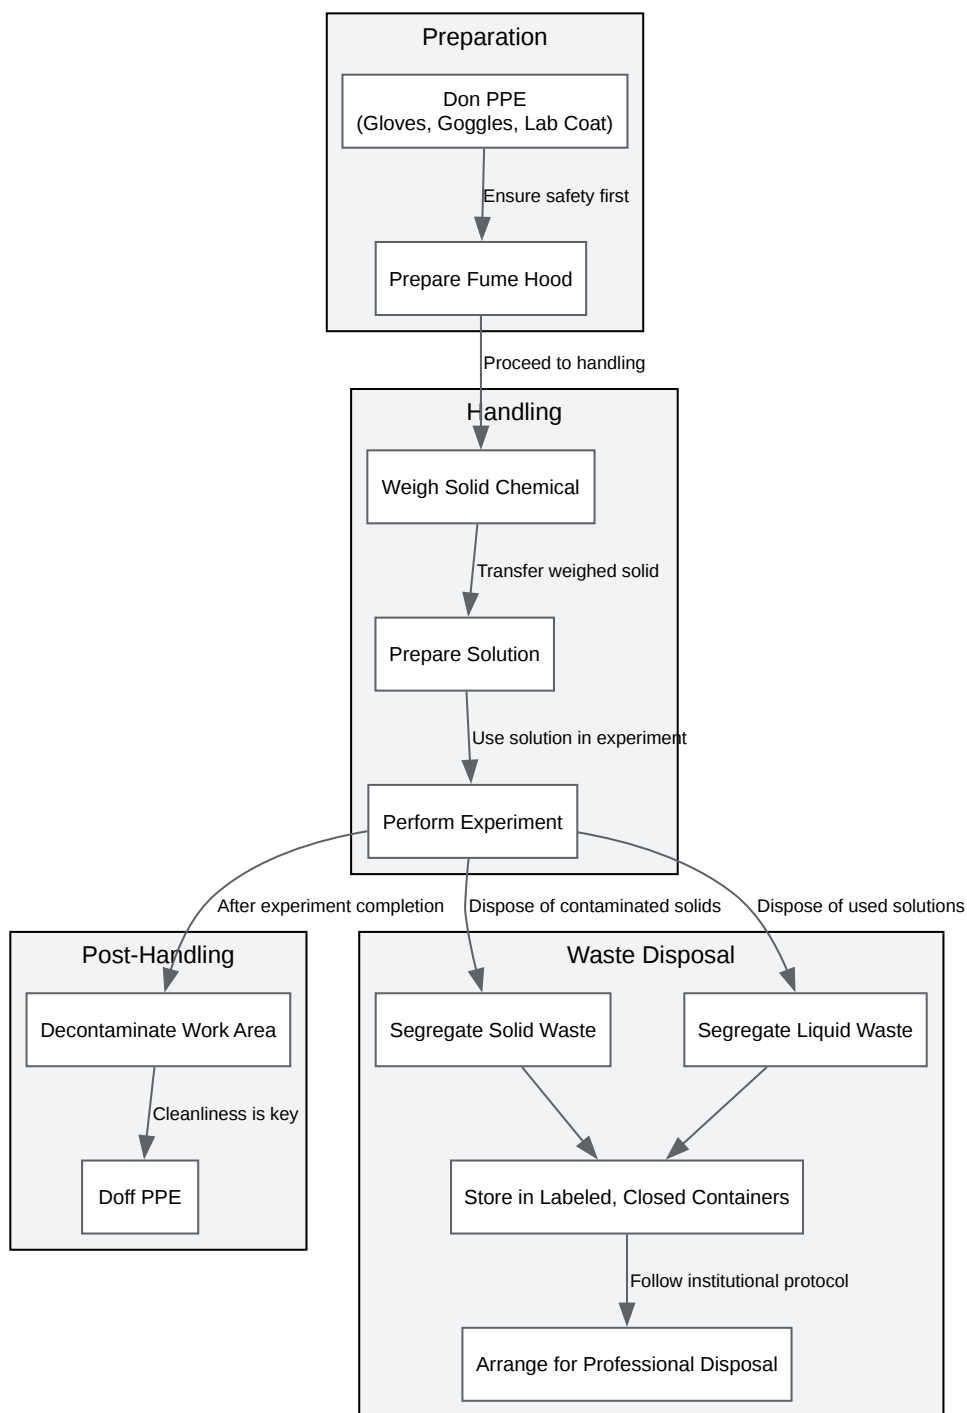 Preparation
Don PPE
(Gloves, Goggles, Lab Coat)
Ensure safety first
Prepare Fume Hood
Proceed to handling
Handling
Weigh Solid Chemical
Transfer weighed solid
Prepare Solution
Use solution in experiment
Perform Experiment
After experiment completion
Dispose of contaminated solids
Dispose of used solutions
Post-Handling
Decontaminate Work Area
Cleanliness is key
Doff PPE
Waste Disposal
Segregate Solid Waste
Segregate Liquid Waste
Store in Labeled, Closed Containers
Follow institutional protocol
Arrange for Professional Disposal